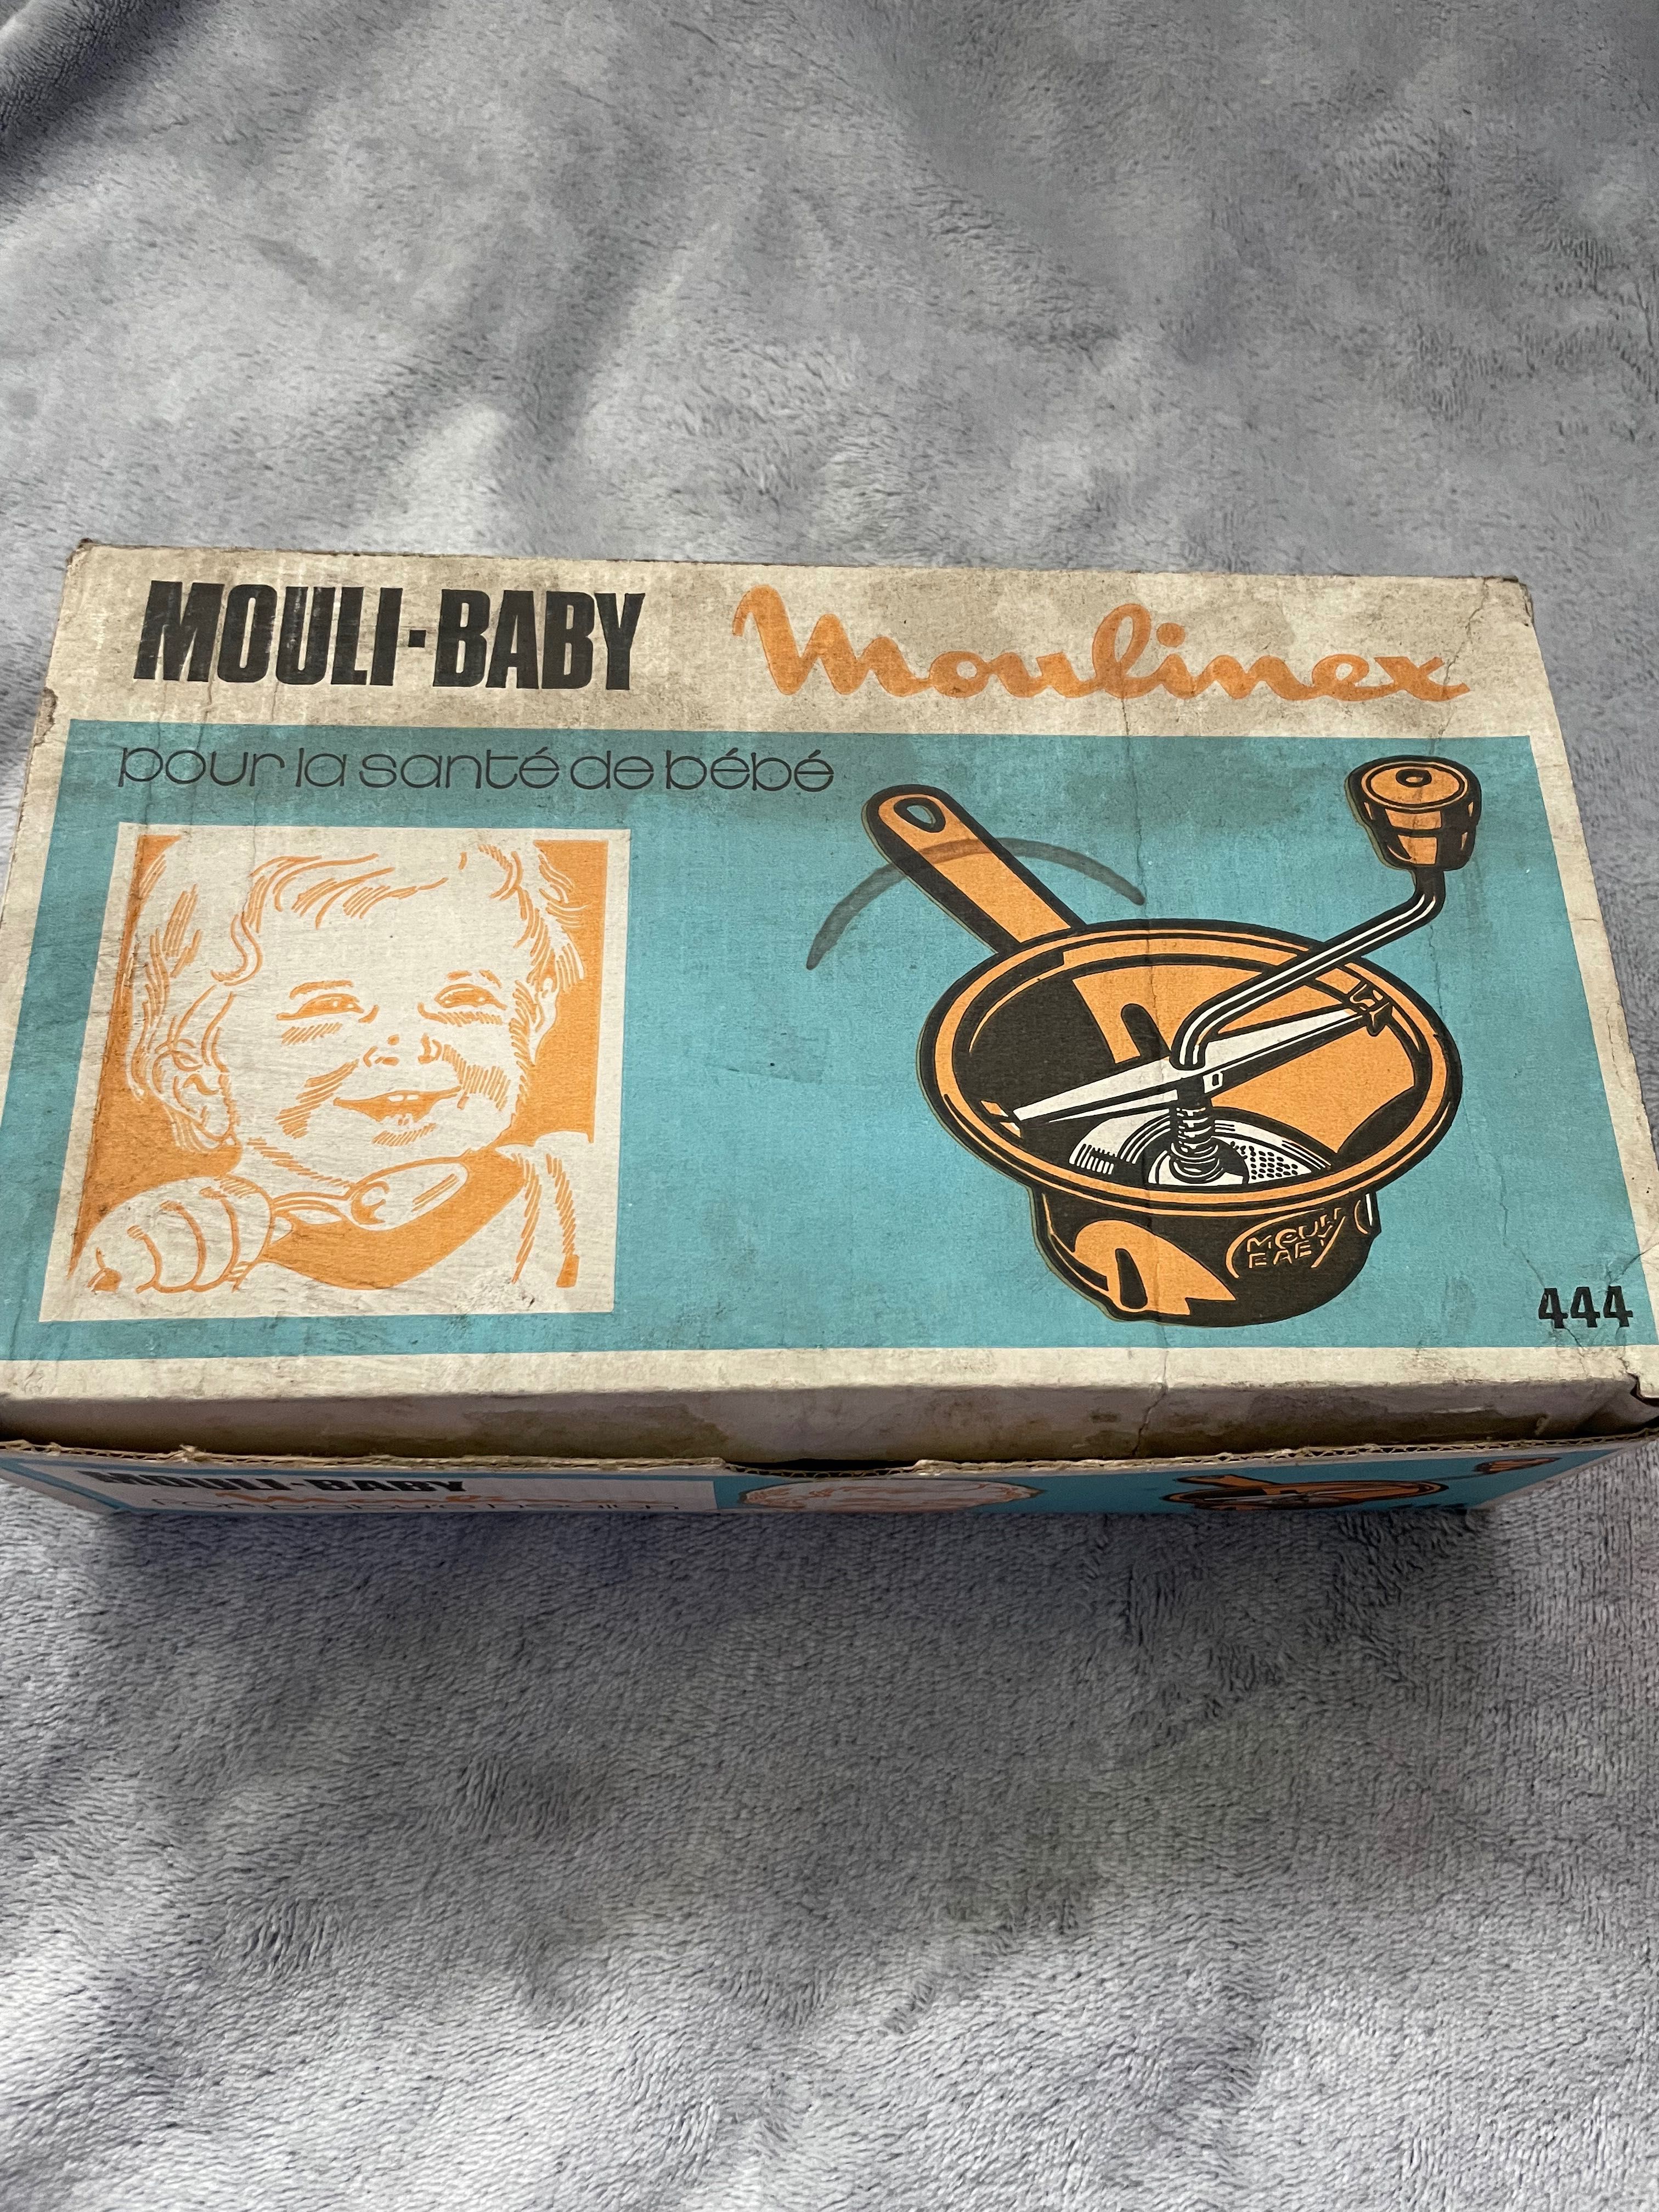 MOULI-BABY Moulinex
pour la santé de bébé
MOULI
BABY
444
MOULI-BABY